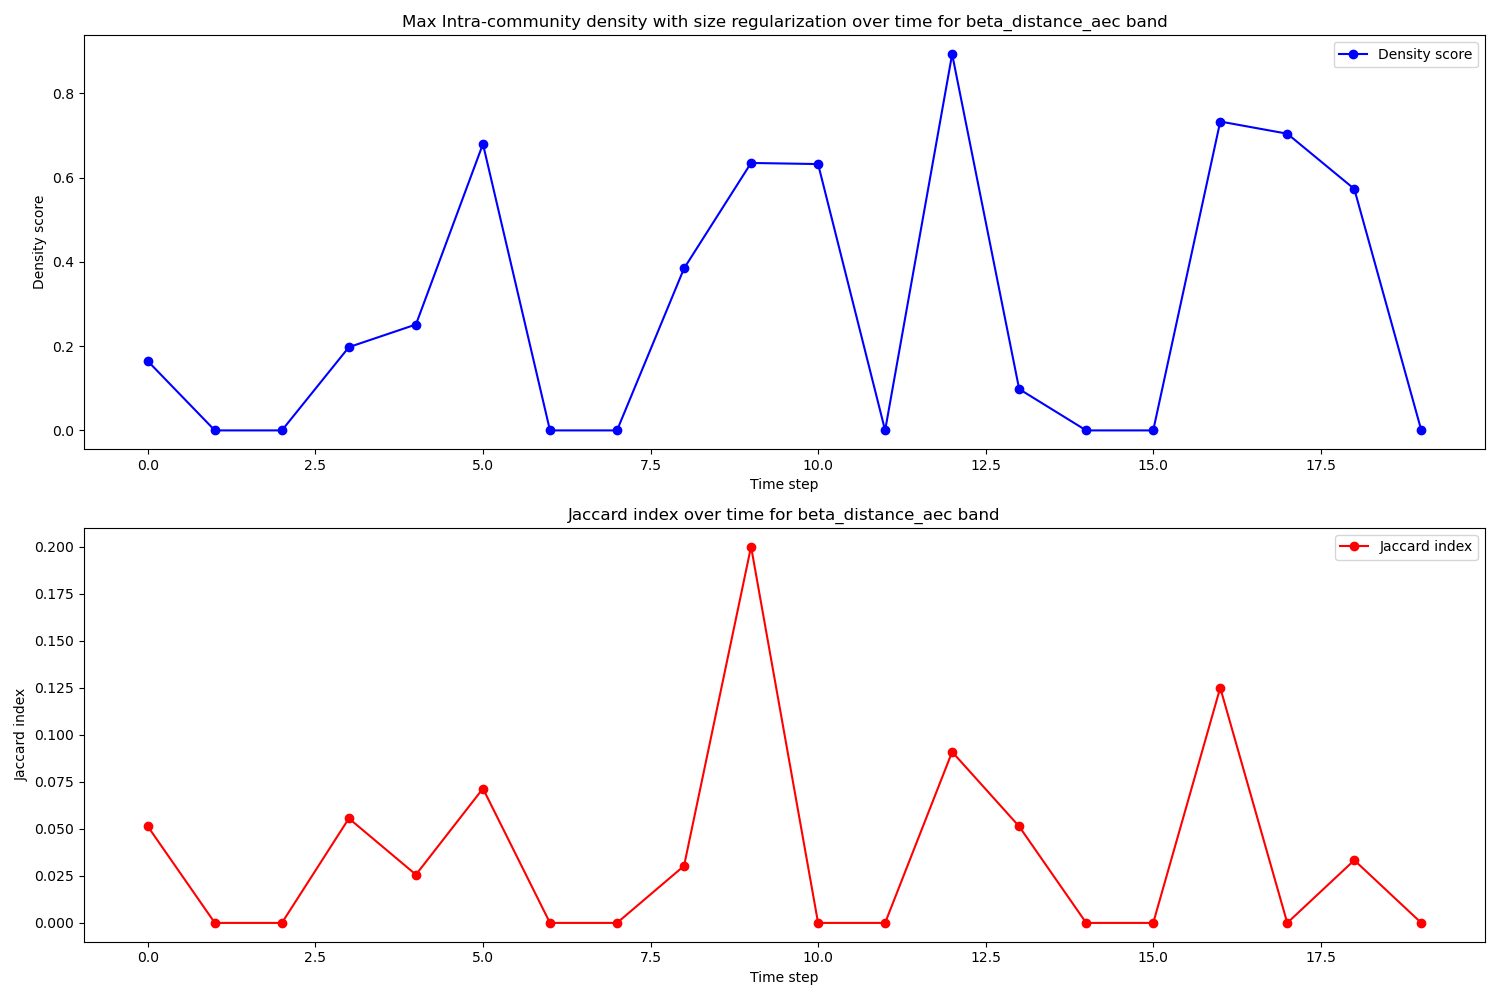 Max Intra-community density with size regularization over time for beta_distance_aec band
Density score
0.8
0.6
0.4
0.2
0.0
Density score
0.0 2.5 5.0 7.5 10.0 12.5 15.0 17.5
Time step
Jaccard index over time for beta_distance_aec band
Jaccard index
0.200
0.175
0.150
0.125
0.100
0.075
0.050
0.025
0.000
Jaccard index
0.0 2.5 5.0 7.5 10.0 12.5 15.0 17.5
Time step